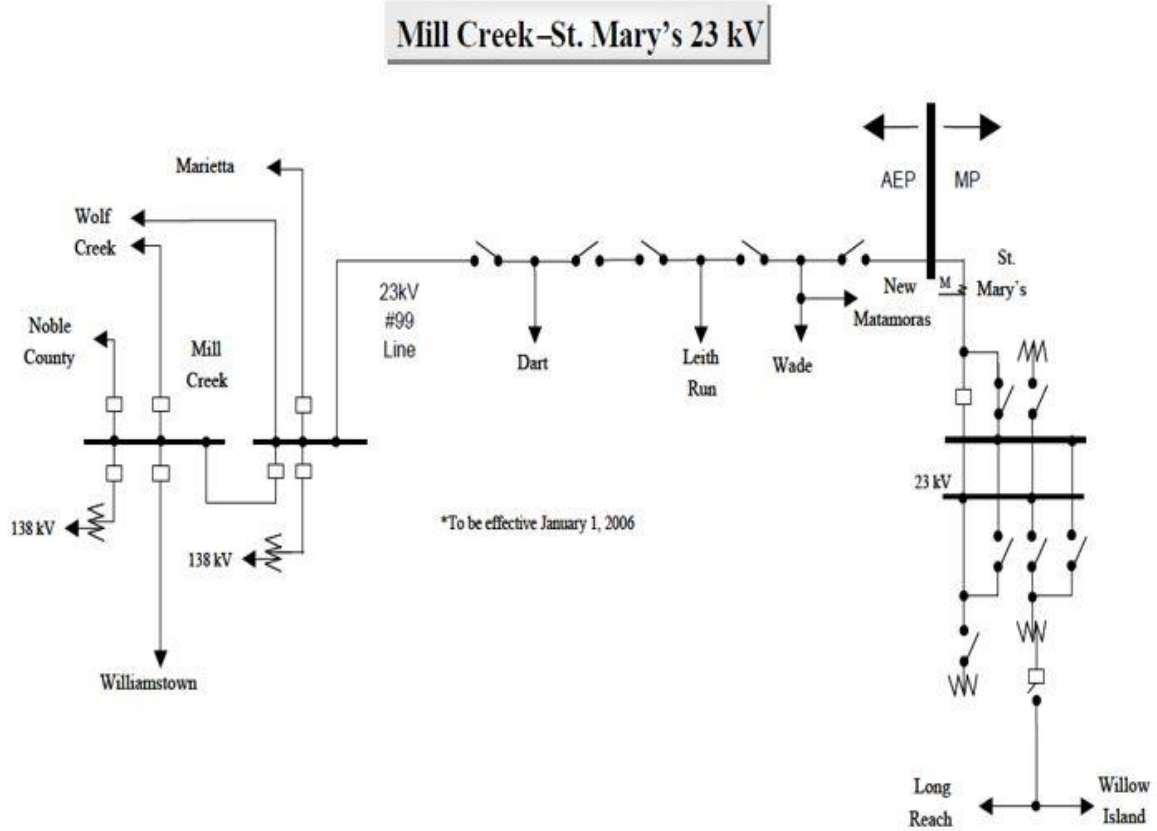 Mill Creek–St. Mary's 23 kV
AEP
MP
Marietta
Wolf
Creek
Noble
County
Mill
Creek
23kV
#99
Line
Dart
Leith
Run
Wade
New
Matamoras
M
St.
Mary's
23 kV
138 kV
138 kV
*To be effective January 1, 2006
Williamstown
Long
Reach
Willow
Island